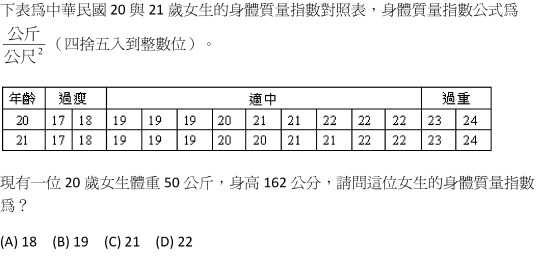 下表為中華民國 20 與 21 歲女生的身體質量指數對照表，身體質量指數公式為
公斤
公尺² （四捨五入到整數位）。
年齡 過瘦 適中 過重
20 17 18 19 19 19 20 21 21 22 22 22 23 24
21 17 18 19 19 19 20 20 21 21 22 22 23 24
現有一位 20 歲女生體重 50 公斤，身高 162 公分，請問這位女生的身體質量指數
為？
(A) 18 (B) 19 (C) 21 (D) 22